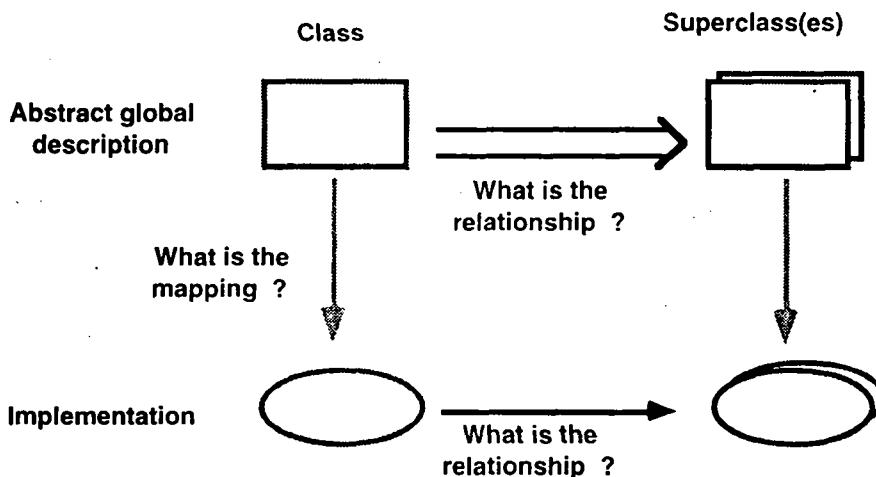 Class
Superclass(es)
Abstract global
description
What is the
relationship ?
What is the
mapping ?
Implementation
What is the
relationship ?